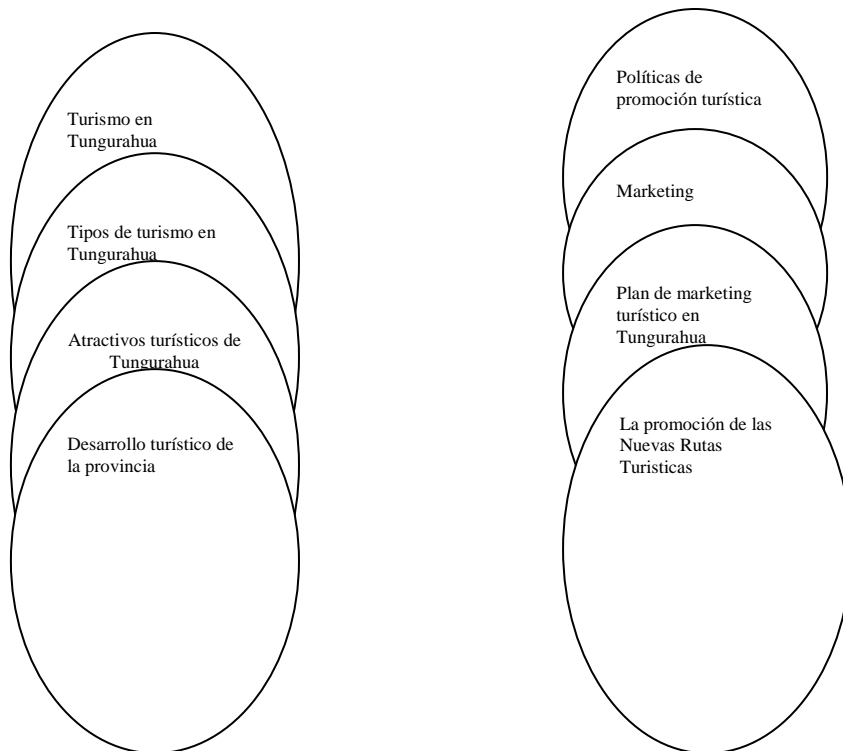 Turismo en
Tungurahua
Tipos de turismo en
Tungurahua
Atractivos turísticos de
Tungurahua
Desarrollo turístico de
la provincia
Políticas de
promoción turística
Marketing
Plan de marketing
turístico en
Tungurahua
La promoción de las
Nuevas Rutas
Turisticas